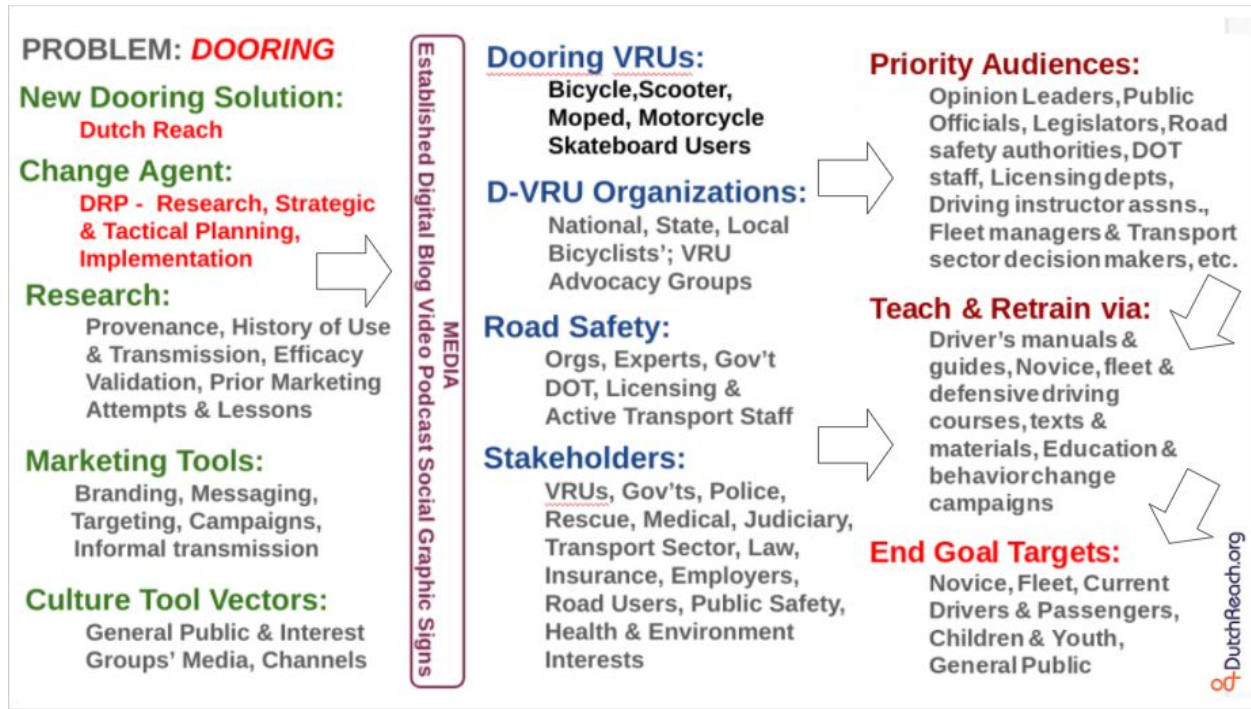 PROBLEM: DOORING
New Dooring Solution:
Dutch Reach
Change Agent:
DRP - Research, Strategic
& Tactical Planning,
Implementation
Research:
Provenance, History of Use
& Transmission, Efficacy
Validation, Prior Marketing
Attempts & Lessons
Marketing Tools:
Branding, Messaging,
Targeting, Campaigns,
Informal transmission
Culture Tool Vectors:
General Public & Interest
Groups' Media, Channels
MEDIA
Established Digital Blog Video Podcast Social Graphic Signs
Dooring VRUs:
Bicycle,Scooter,
Moped, Motorcycle
Skateboard Users
D-VRU Organizations:
National, State, Local
Bicyclists'; VRU
Advocacy Groups
Road Safety:
Orgs, Experts, Gov't
DOT, Licensing &
Active Transport Staff
Stakeholders:
VRUs, Gov'ts, Police,
Rescue, Medical, Judiciary,
Transport Sector, Law,
Insurance, Employers,
Road Users, Public Safety,
Health & Environment
Interests
Priority Audiences:
Opinion Leaders, Public
Officials, Legislators, Road
safety authorities, DOT
staff, Licensing depts,
Driving instructor assns.,
Fleet managers & Transport
sector decision makers, etc.
Teach & Retrain via:
Driver's manuals &
guides, Novice, fleet &
defensive driving
courses, texts &
materials, Education &
behavior change
campaigns
End Goal Targets:
Novice, Fleet, Current
Drivers & Passengers,
Children & Youth,
General Public
DutchReach.org